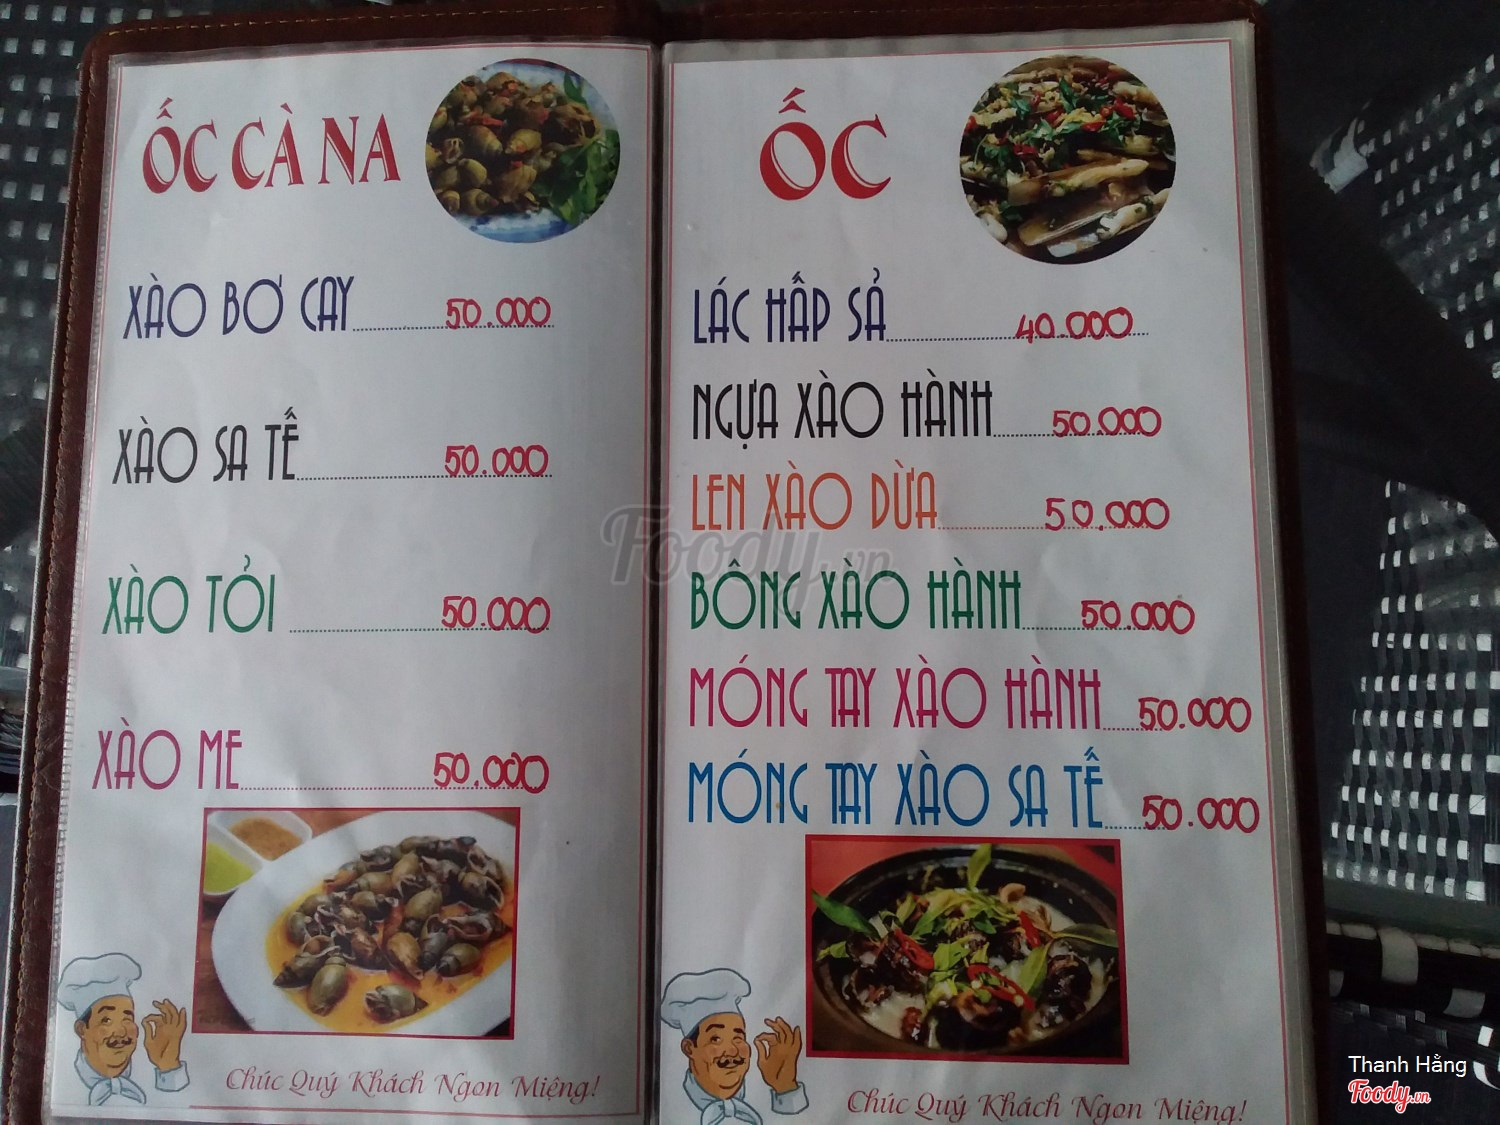 ỐC CÀ NA
XÀO BƠ CAY 50.000
XÀO SA TẾ 50.000
XÀO TỎI 50.000
XÀO ME 50.000
Chúc Quý Khách Ngon Miệng!
ỐC
LÁC HẤP SẢ 40.000
NGỰA XÀO HÀNH 50.000
LEN XÀO DỪA 50.000
BÔNG XÀO HÀNH 50.000
MÓNG TAY XÀO HÀNH 50.000
MÓNG TAY XÀO SA TẾ 50.000
Chúc Quý Khách Ngon Miệng!
Foody.vn
Thanh Hằng
Foody.vn